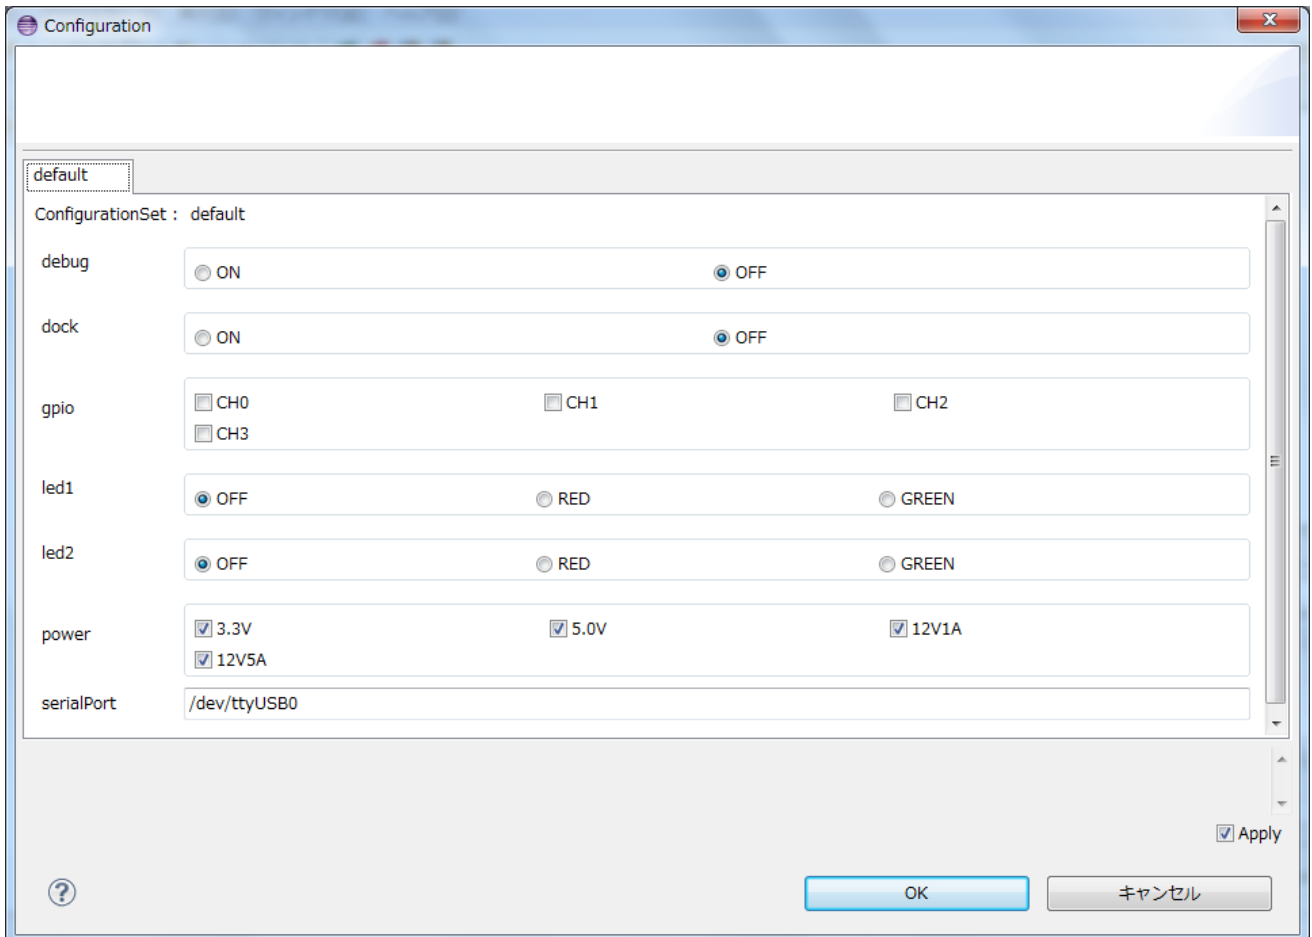 Configuration
default
ConfigurationSet : default
debug
ON OFF
dock
ON OFF
gpio
CH0 CH1 CH2
CH3
led1
OFF RED GREEN
led2
OFF RED GREEN
power
3.3V 5.0V 12V1A
12V5A
serialPort /dev/ttyUSB0
Apply
? OK キャンセル